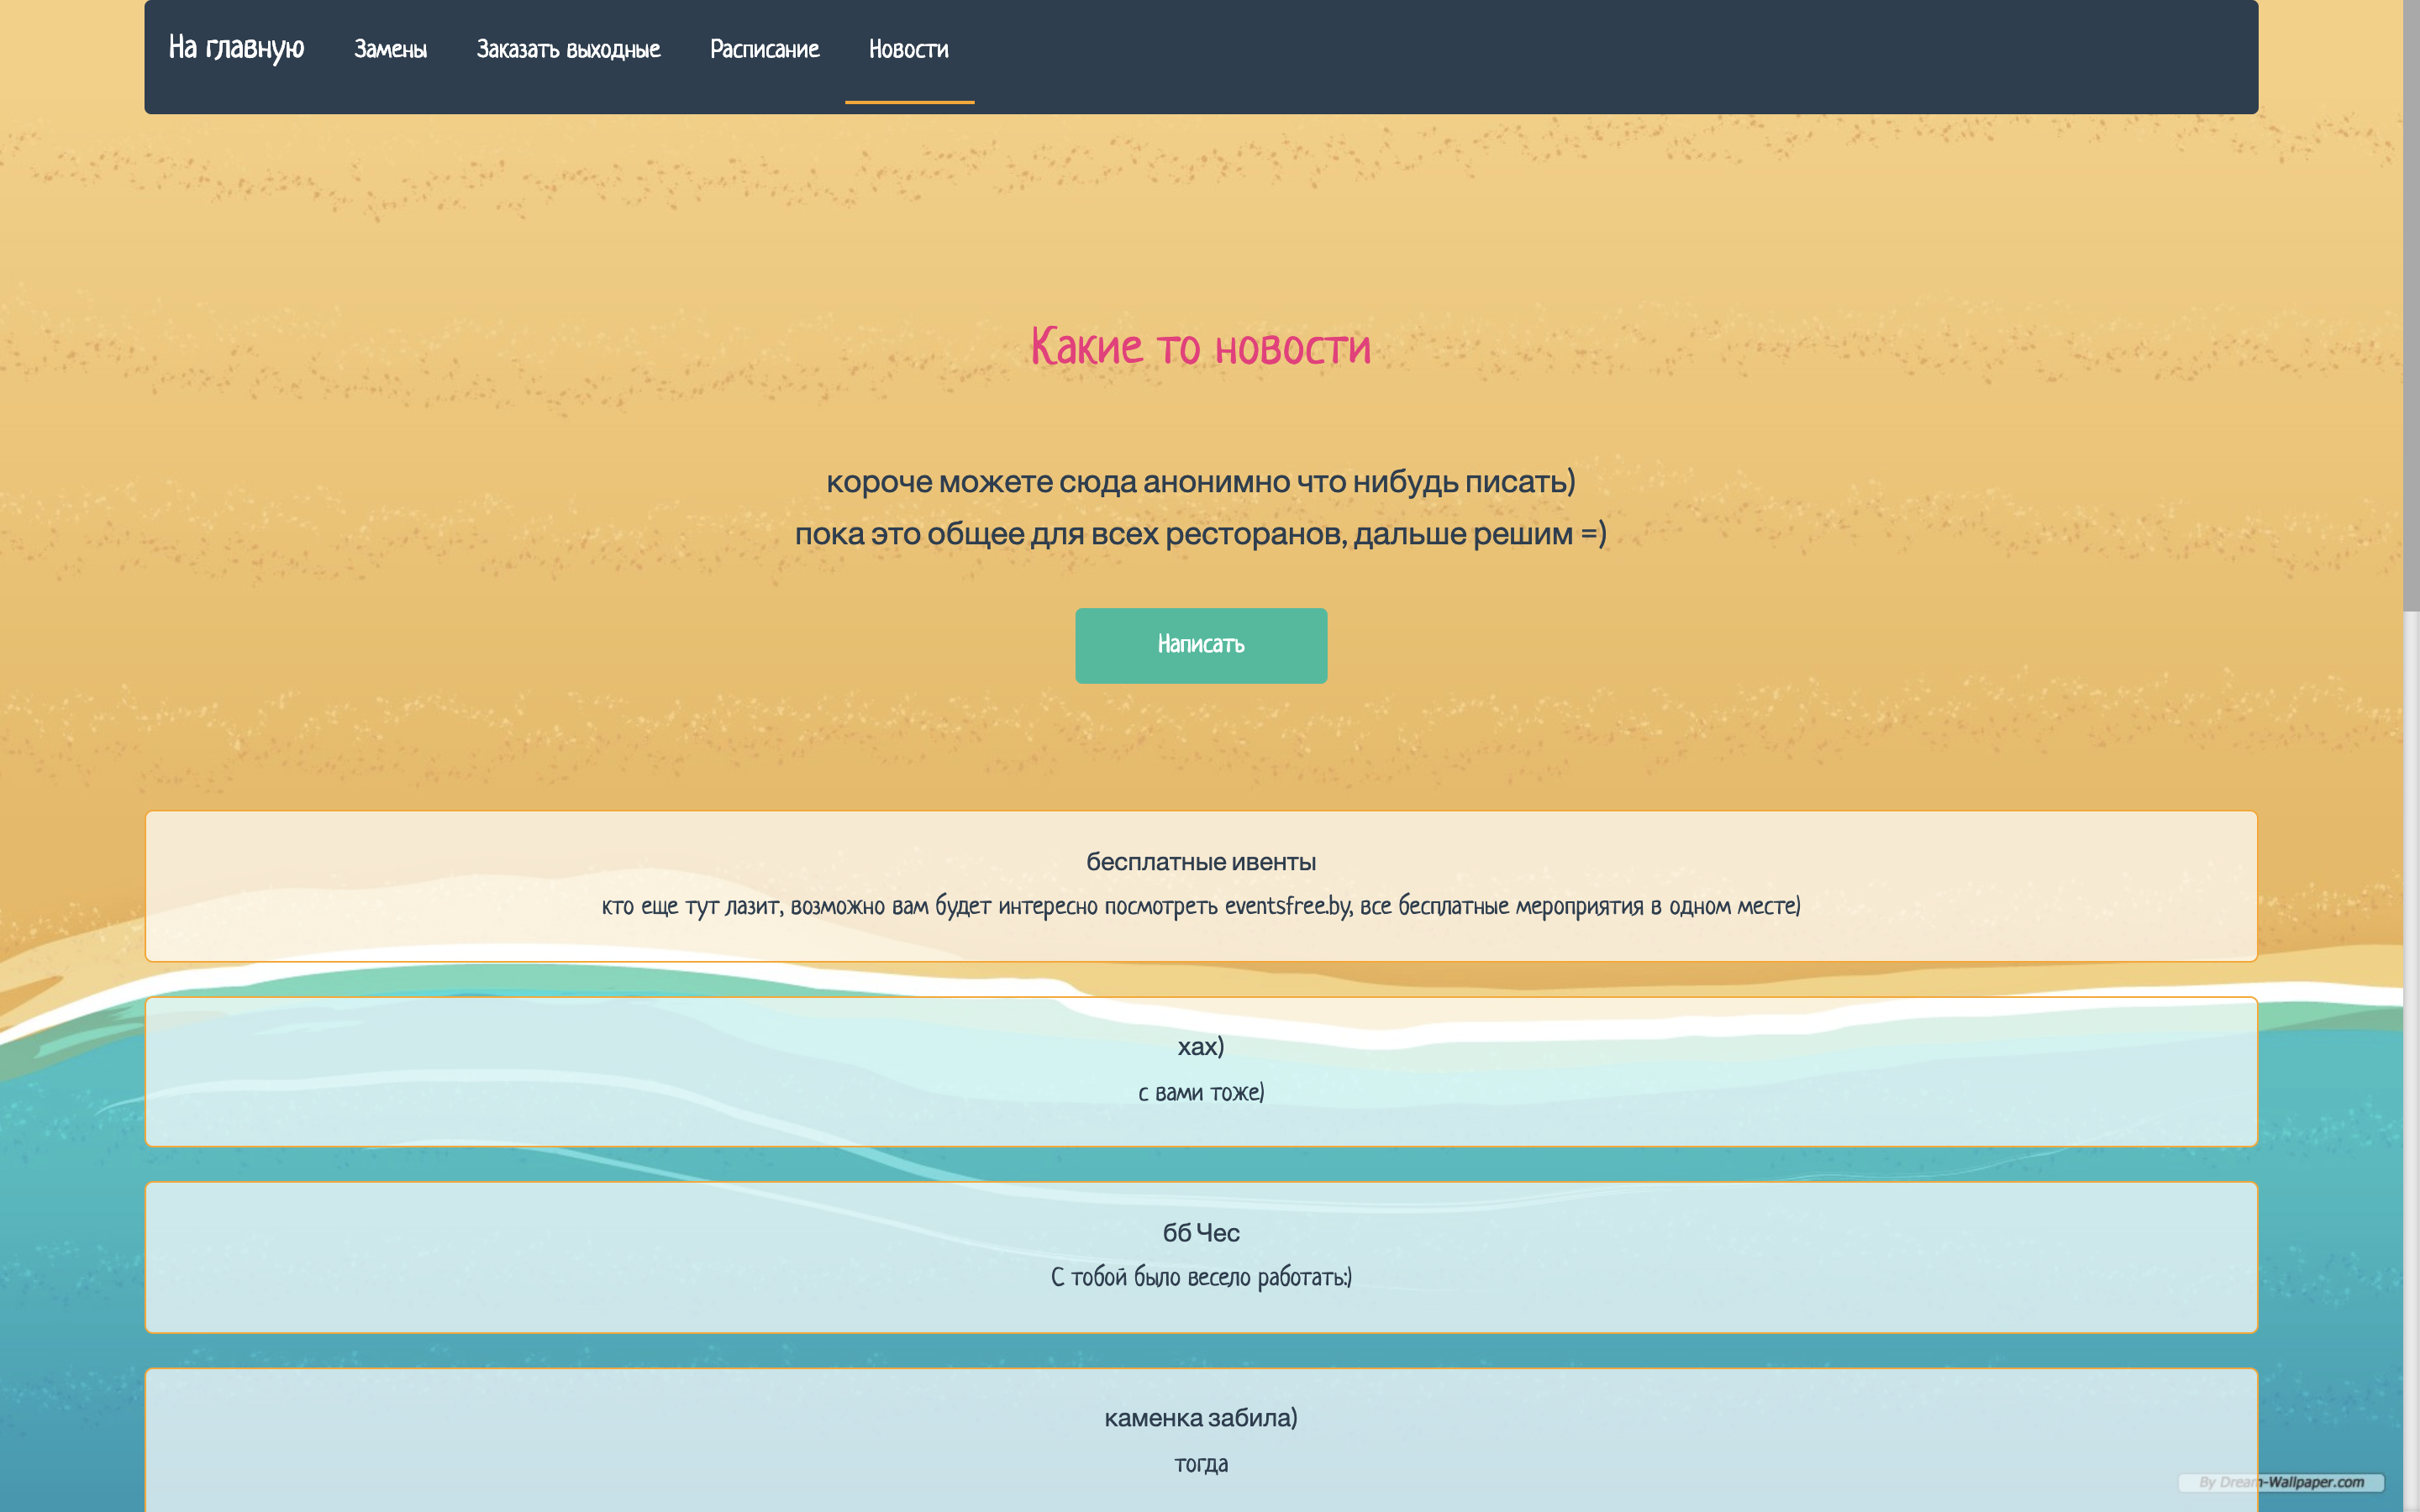 На главную Замены Заказать выходные Расписание Новости
Какие то новости
короче можете сюда анонимно что нибудь писать)
пока это общее для всех ресторанов, дальше решим =)
Написать
бесплатные ивенты
кто еще тут лазит, возможно вам будет интересно посмотреть eventsfree.by, все бесплатные мероприятия в одном месте)
хах)
с вами тоже)
бб Чес
С тобой было весело работать:)
каменка забила)
тогда
By Dream-Wallpaper.com